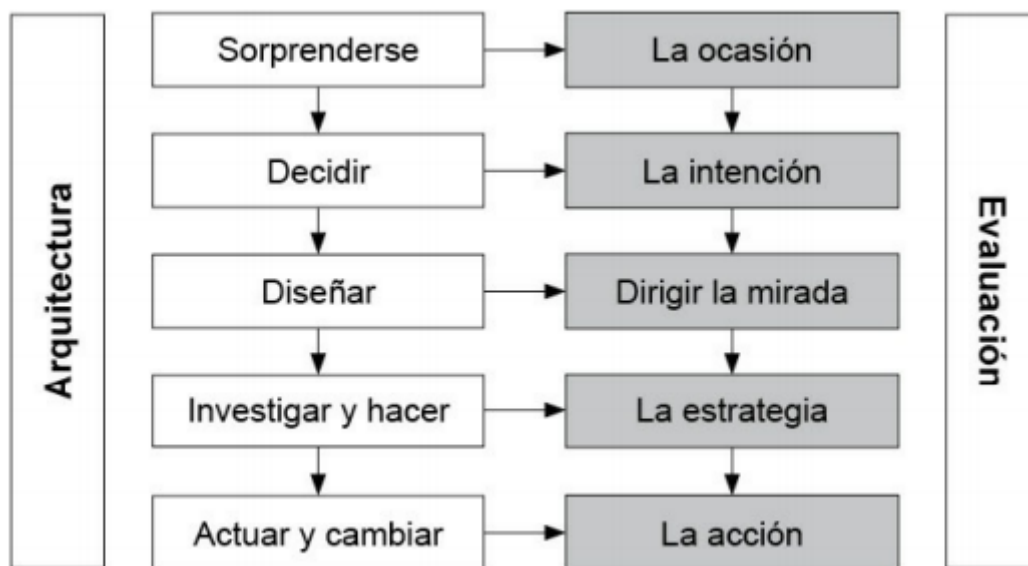 Arquitectura
Sorprenderse
La ocasión
Decidir
La intención
Diseñar
Dirigir la mirada
Investigar y hacer
La estrategia
Actuar y cambiar
La acción
Evaluación